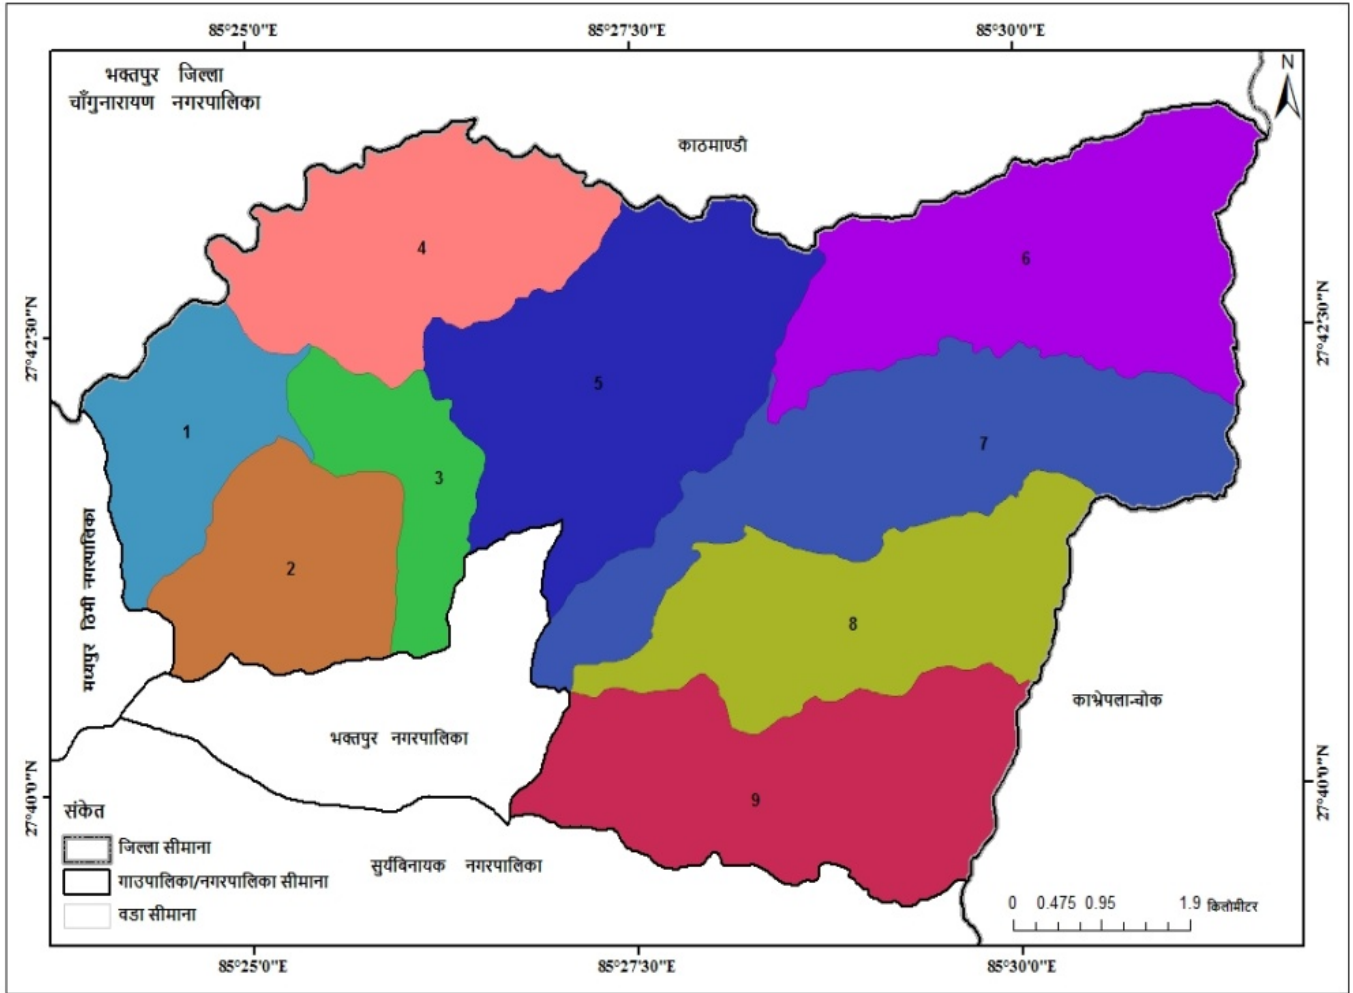 85°25'0"E 85°27'30"E 85°30'0"E
भक्तपुर जिल्ला
चाँगुनारायण नगरपालिका
N
काठमाण्डौ
4
6
27°42'30"N 27°42'30"N
5
1
7
3
मध्यपुर ठिमी नगरपालिका
2
8
काभ्रेपलान्चोक
भक्तपुर नगरपालिका
27°40'0"N 27°40'0"N
9
संकेत
जिल्ला सीमाना
सुर्यबिनायक नगरपालिका
गाउपालिका/नगरपालिका सीमाना
0 0.475 0.95 1.9 किलोमीटर
वडा सीमाना
85°25'0"E 85°27'30"E 85°30'0"E